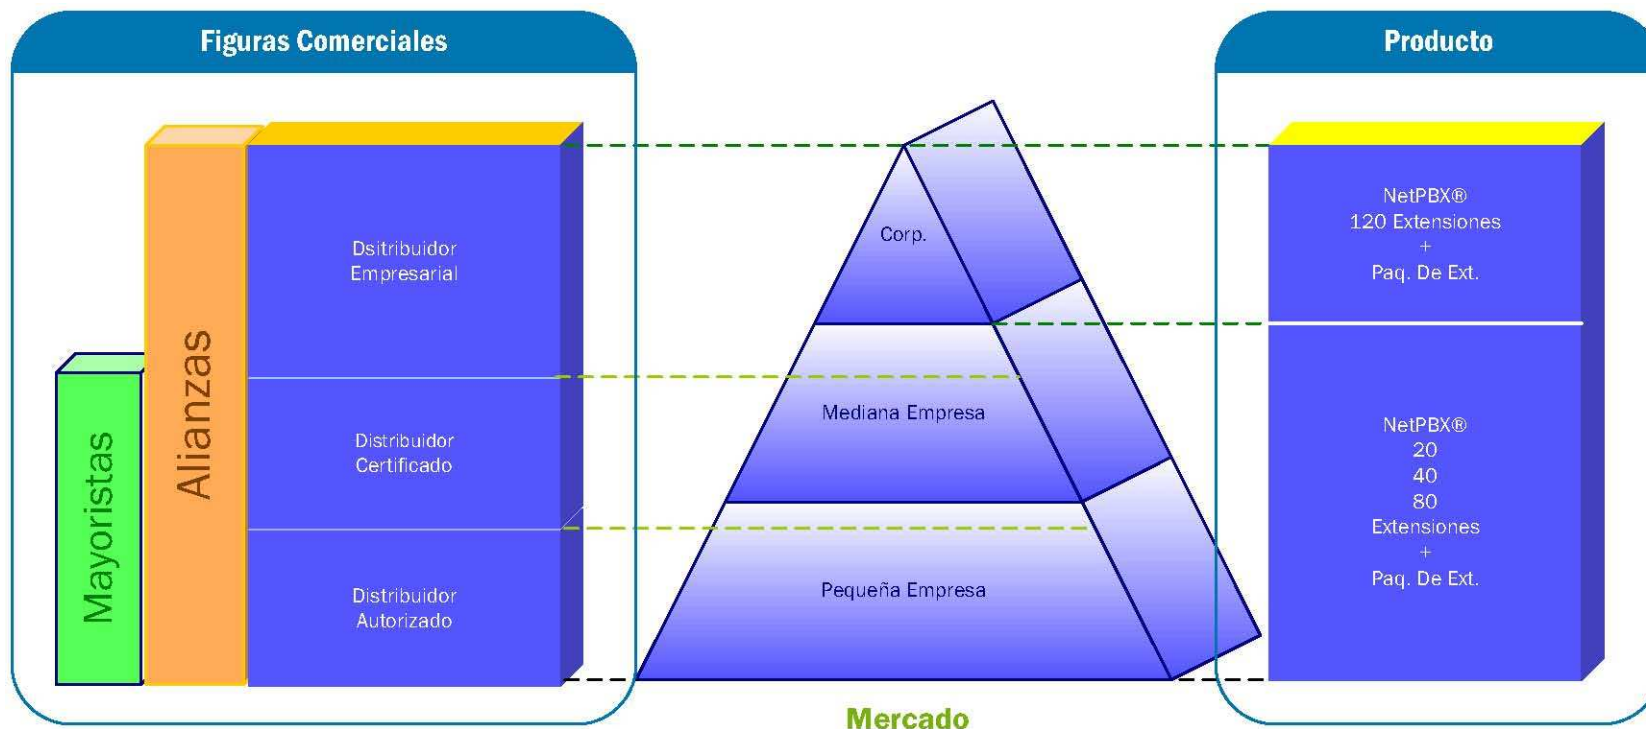 Figuras Comerciales
Mayoristas
Alianzas
Dsitribuidor
Empresarial
Distribuidor
Certificado
Distribuidor
Autorizado
Corp.
Mediana Empresa
Pequeña Empresa
Mercado
Producto
NetPBX®
120 Extensiones
+
Paq. De Ext.
NetPBX®
20
40
80
Extensiones
+
Paq. De Ext.